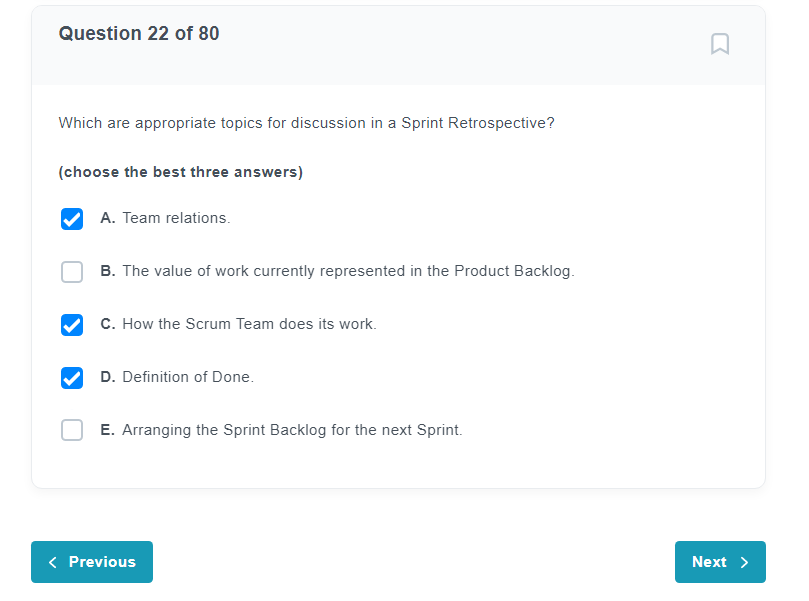 Question 22 of 80
Which are appropriate topics for discussion in a Sprint Retrospective?
(choose the best three answers)
A. Team relations.
B. The value of work currently represented in the Product Backlog.
C. How the Scrum Team does its work.
D. Definition of Done.
E. Arranging the Sprint Backlog for the next Sprint.
Previous
Next